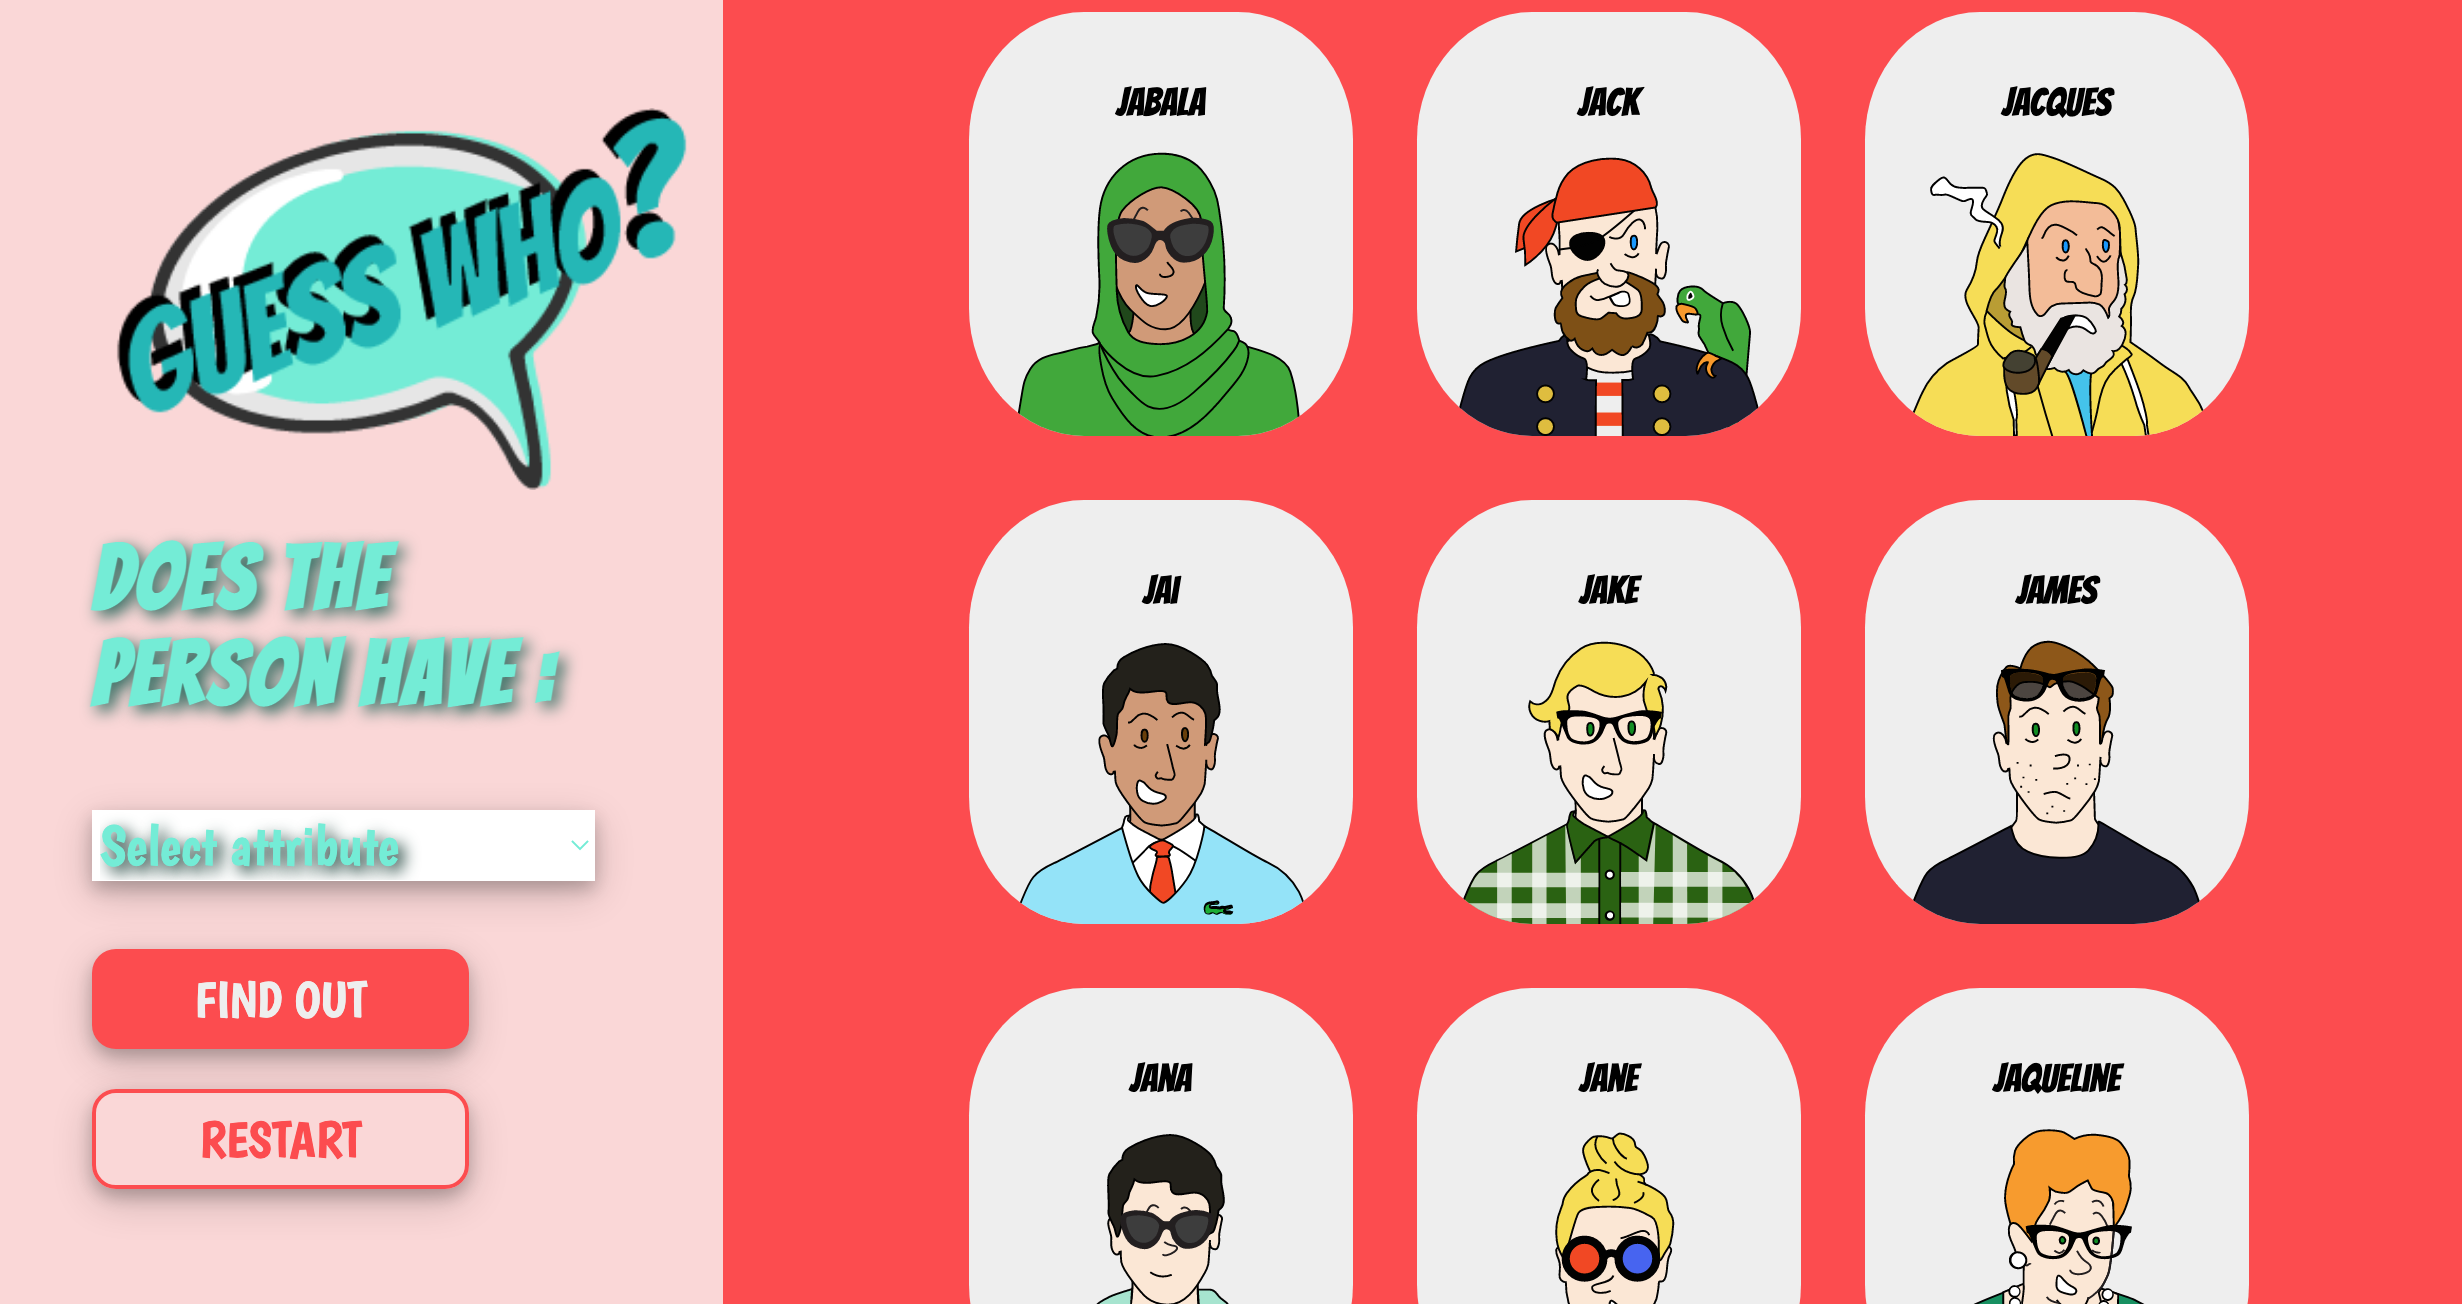 GUESS WHO?
DOES THE
PERSON HAVE :
Select attribute
FIND OUT
RESTART
JABALA
JACK
JACQUES
JAI
JAKE
JAMES
JANA
JANE
JAQUELINE